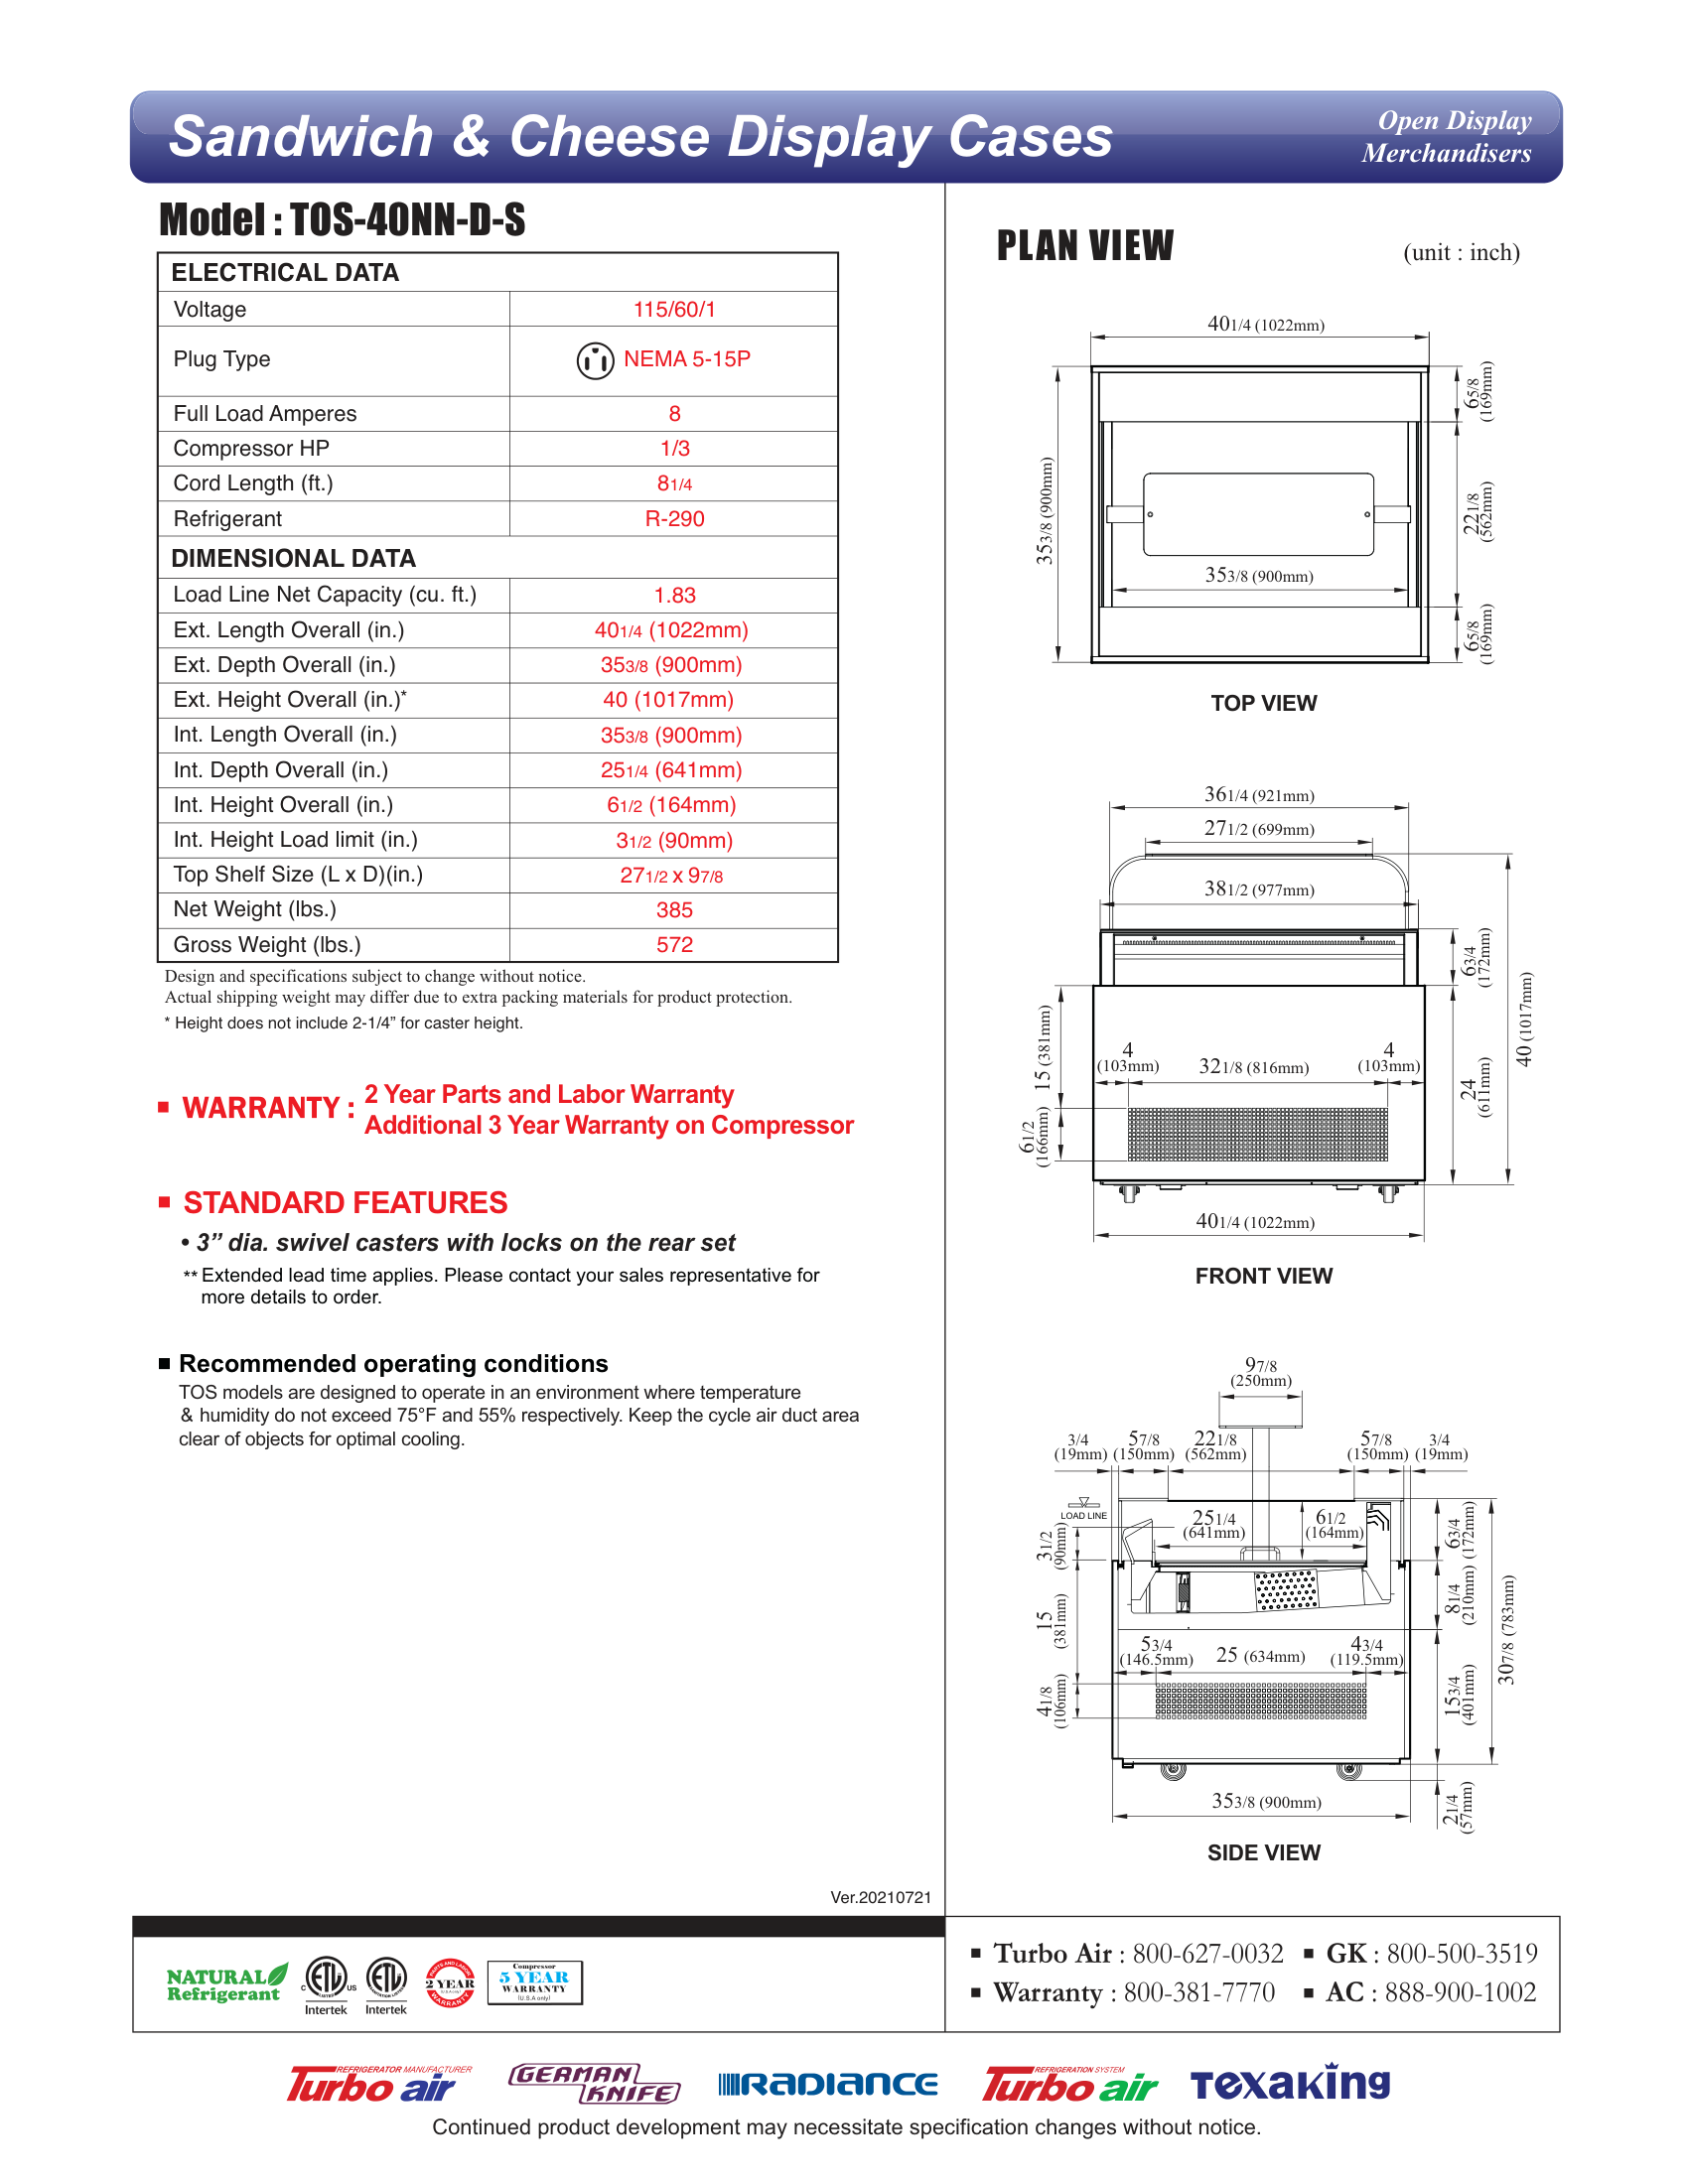 Sandwich & Cheese Display Cases
Open Display
Merchandisers
Model : TOS-40NN-D-S
ELECTRICAL DATA
Voltage 115/60/1
Plug Type NEMA 5-15P
Full Load Amperes 8
Compressor HP 1/3
Cord Length (ft.) 81/4
Refrigerant R-290
DIMENSIONAL DATA
Load Line Net Capacity (cu. ft.) 1.83
Ext. Length Overall (in.) 401/4 (1022mm)
Ext. Depth Overall (in.) 353/8 (900mm)
Ext. Height Overall (in.)* 40 (1017mm)
Int. Length Overall (in.) 353/8 (900mm)
Int. Depth Overall (in.) 251/4 (641mm)
Int. Height Overall (in.) 61/2 (164mm)
Int. Height Load limit (in.) 31/2 (90mm)
Top Shelf Size (L x D)(in.) 271/2 x 97/8
Net Weight (lbs.) 385
Gross Weight (lbs.) 572
Design and specifications subject to change without notice.
Actual shipping weight may differ due to extra packing materials for product protection.
* Height does not include 2-1/4” for caster height.
■ WARRANTY : 2 Year Parts and Labor Warranty
Additional 3 Year Warranty on Compressor
■ STANDARD FEATURES
• 3” dia. swivel casters with locks on the rear set
** Extended lead time applies. Please contact your sales representative for
more details to order.
■ Recommended operating conditions
TOS models are designed to operate in an environment where temperature
& humidity do not exceed 75°F and 55% respectively. Keep the cycle air duct area
clear of objects for optimal cooling.
Ver.20210721
PLAN VIEW (unit : inch)
401/4 (1022mm)
353/8 (900mm)
65/8
(169mm)
221/8
(562mm)
65/8
(169mm)
353/8 (900mm)
TOP VIEW
361/4 (921mm)
271/2 (699mm)
381/2 (977mm)
63/4
(172mm)
40 (1017mm)
15 (381mm)
4
(103mm)
321/8 (816mm)
4
(103mm)
24
(611mm)
61/2
(166mm)
401/4 (1022mm)
FRONT VIEW
97/8
(250mm)
3/4
(19mm)
57/8
(150mm)
221/8
(562mm)
57/8
(150mm)
3/4
(19mm)
LOAD LINE
251/4
(641mm)
61/2
(164mm)
31/2
(90mm)
63/4
(172mm)
15
(381mm)
81/4
(210mm)
307/8 (783mm)
53/4
(146.5mm)
25 (634mm)
43/4
(119.5mm)
41/8
(106mm)
153/4
(401mm)
353/8 (900mm)
21/4
(57mm)
SIDE VIEW
NATURAL
Refrigerant
C ETL US
Intertek
ETL
Intertek
PARTS AND LABOR
2 YEAR
WARRANTY
Compressor
5 YEAR
WARRANTY
(U.S.A only)
■ Turbo Air : 800-627-0032 ■ GK : 800-500-3519
■ Warranty : 800-381-7770 ■ AC : 888-900-1002
REFRIGERATOR MANUFACTURER
Turbo air
GERMAN
KNIFE
RADIANCE
REFRIGERATION SYSTEM
Turbo air
Texaking
Continued product development may necessitate specification changes without notice.